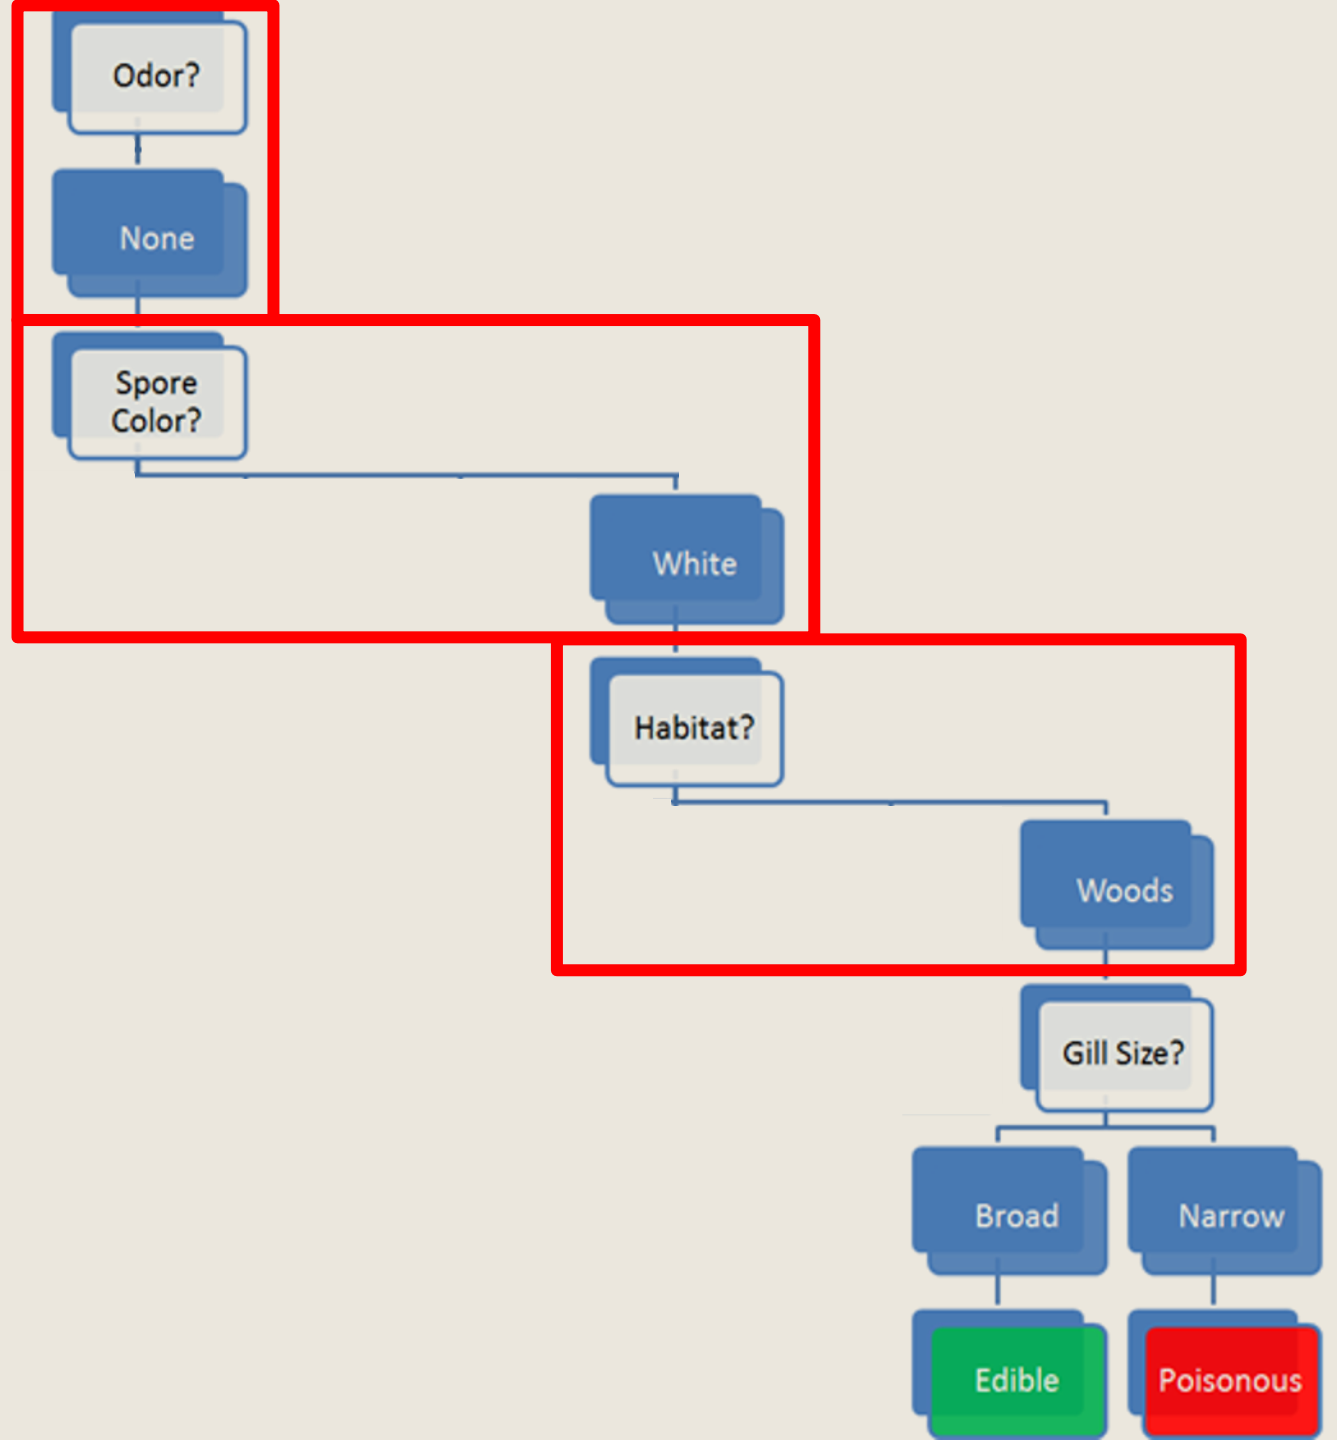 Odor?
None
Spore
Color?
White
Habitat?
Woods
Gill Size?
Broad
Narrow
Edible
Poisonous